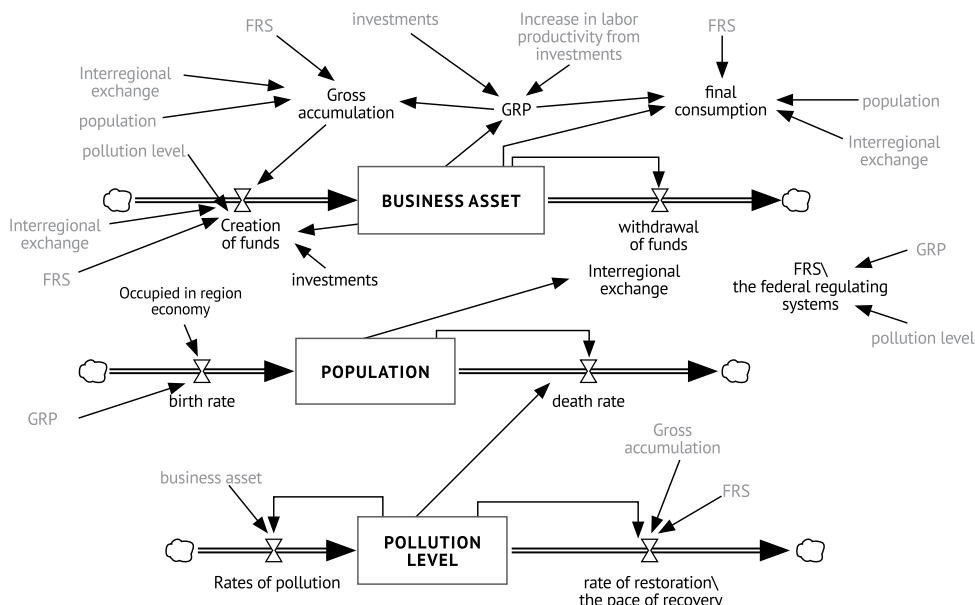 FRS
investments
Increase in labor
productivity from
investments
FRS
Interregional
exchange
population
Gross
accumulation
GRP
final
consumption
population
Interregional
exchange
pollution level
BUSINESS ASSET
Interregional
exchange
Creation
of funds
withdrawal
of funds
FRS
investments
Interregional
exchange
FRS\
the federal regulating
systems
GRP
pollution level
Occupied in region
economy
POPULATION
birth rate
death rate
GRP
Gross
accumulation
business asset
FRS
POLLUTION
LEVEL
Rates of pollution
rate of restoration\
the pace of recovery